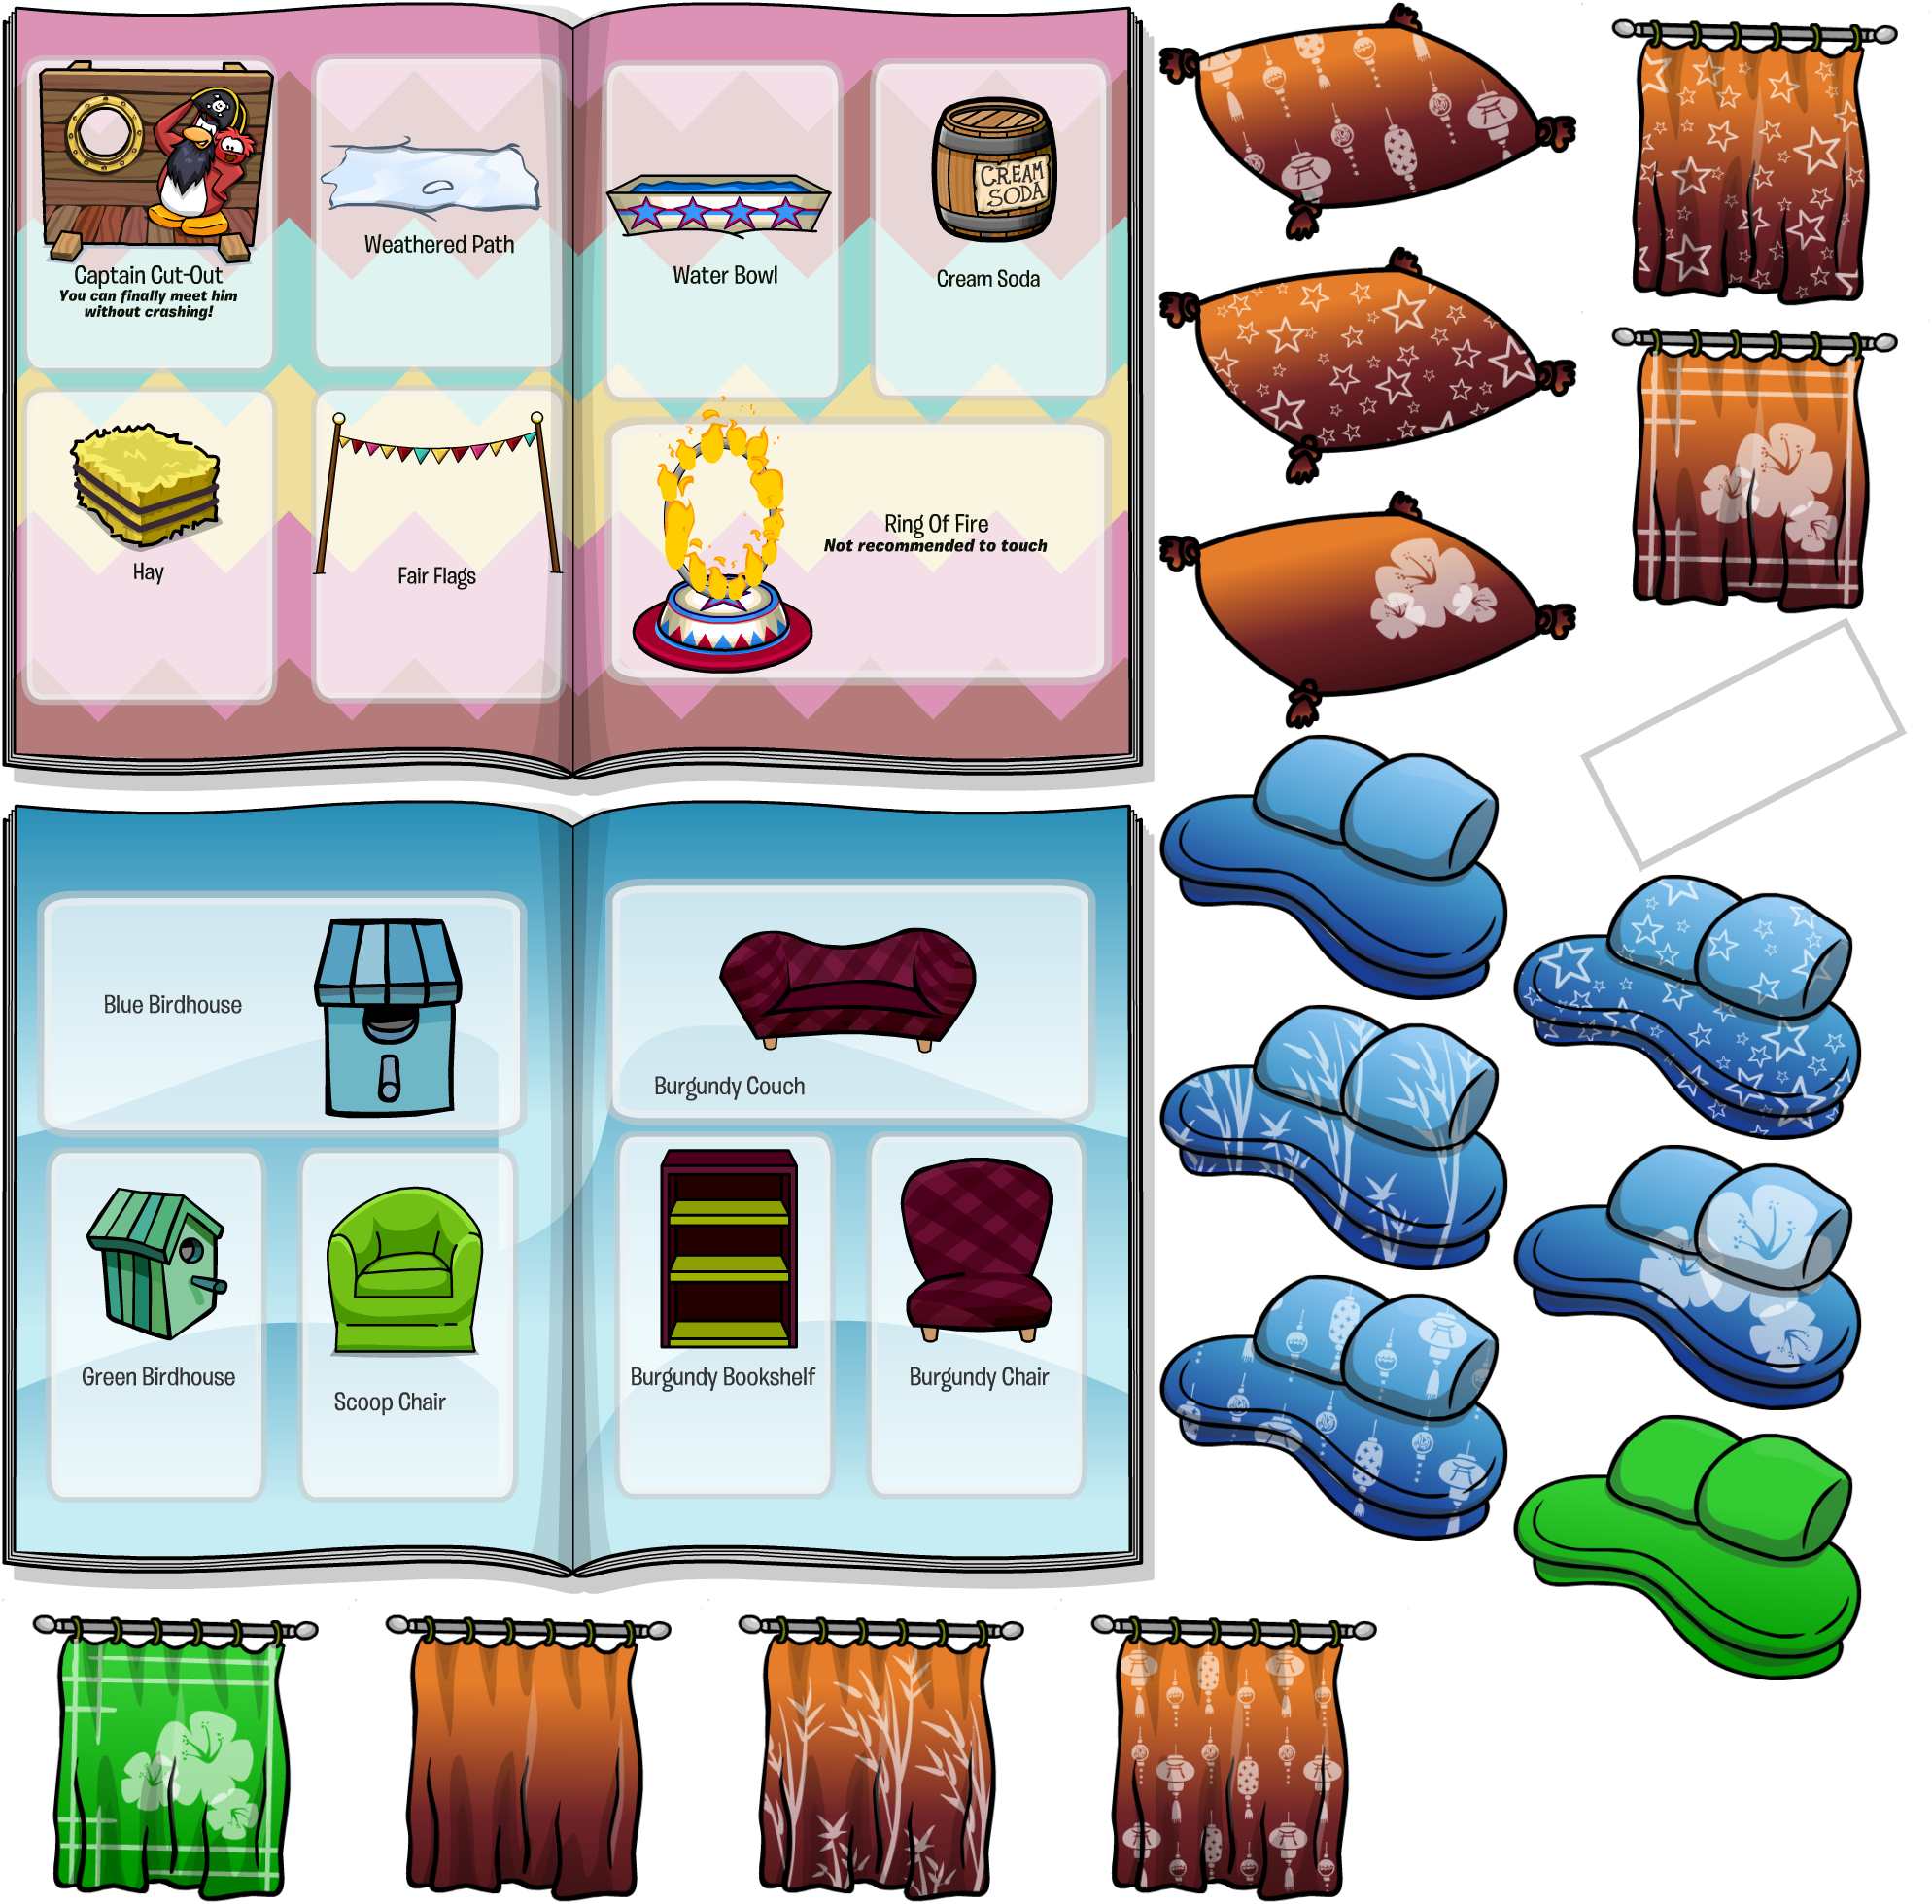 Captain Cut-Out
You can finally meet him
without crashing!
Weathered Path
Water Bowl
CREAM
SODA
Cream Soda
Hay
Fair Flags
Ring Of Fire
Not recommended to touch
Blue Birdhouse
Burgundy Couch
Green Birdhouse
Scoop Chair
Burgundy Bookshelf
Burgundy Chair